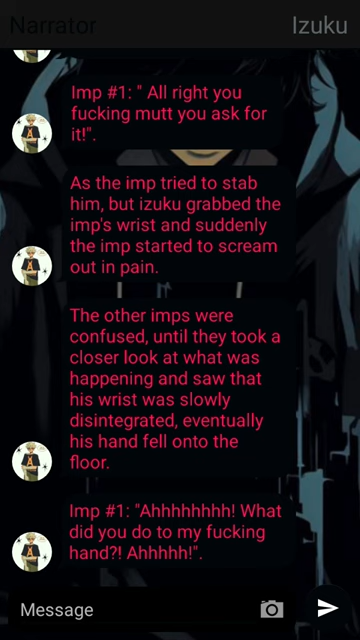 Narrator
Izuku
Imp #1: " All right you
fucking mutt you ask for
it!".
As the imp tried to stab
him, but izuku grabbed the
imp's wrist and suddenly
the imp started to scream
out in pain.
The other imps were
confused, until they took a
closer look at what was
happening and saw that
his wrist was slowly
disintegrated, eventually
his hand fell onto the
floor.
Imp #1: "Ahhhhhhhh! What
did you do to my fucking
hand?! Ahhhhh!".
Message